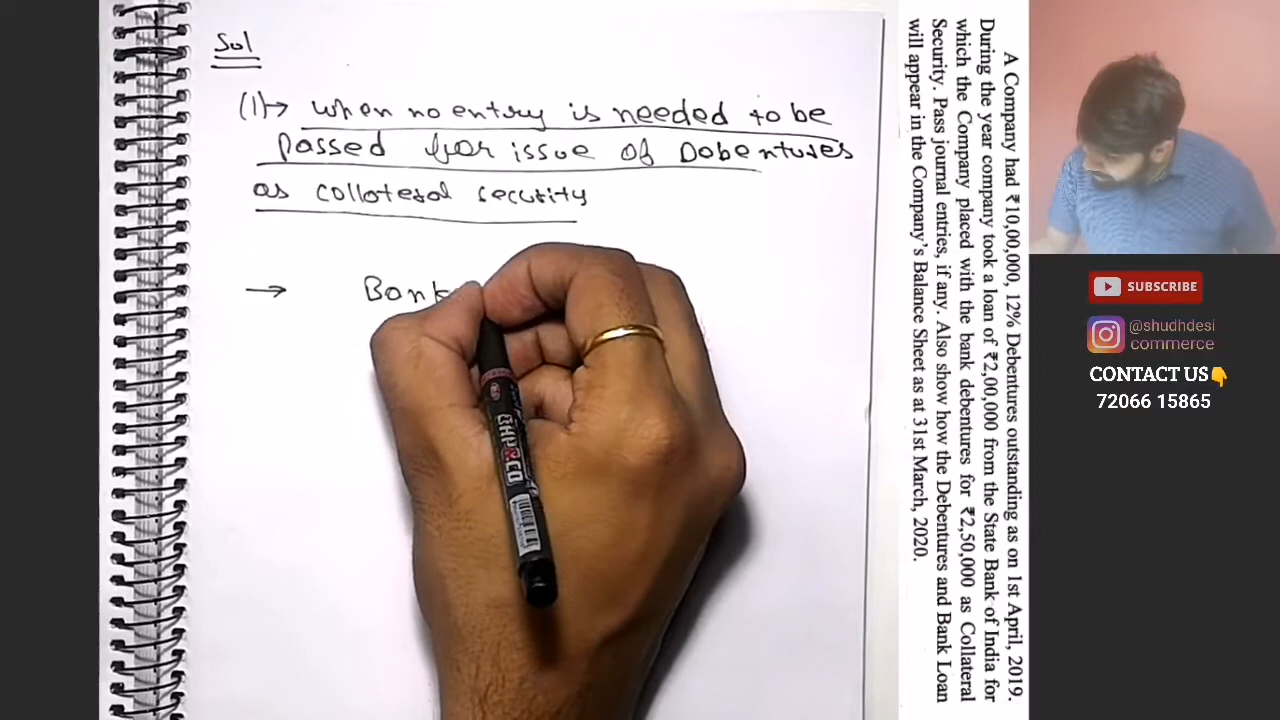 Sol
(1)→ when no entry is needed to be
passed for issue of Debentures
as collateral security
→ Bank
A Company had ₹10,00,000, 12% Debentures outstanding as on 1st April, 2019.
During the year company took a loan of ₹2,00,000 from the State Bank of India for
which the Company placed with the bank debentures for ₹2,50,000 as Collateral
Security. Pass journal entries, if any. Also show how the Debentures and Bank Loan
will appear in the Company's Balance Sheet as at 31st March, 2020.
SUBSCRIBE
@shudhdesi
commerce
CONTACT US👇
72066 15865